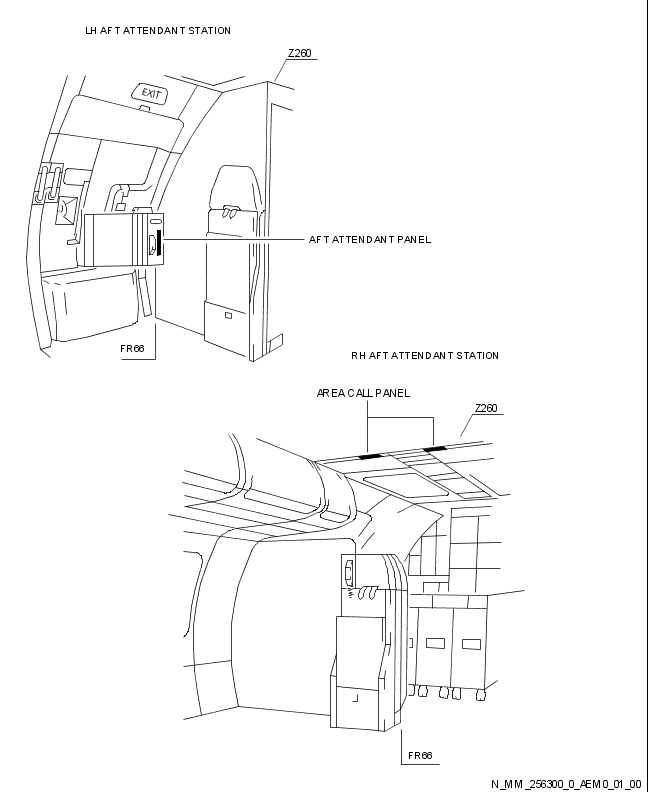 LH AFT ATTENDANT STATION
Z260
EXIT
AFT ATTENDANT PANEL
FR66
RH AFT ATTENDANT STATION
AREA CALL PANEL
Z260
FR66
N_MM_256300_0_AEM0_01_00